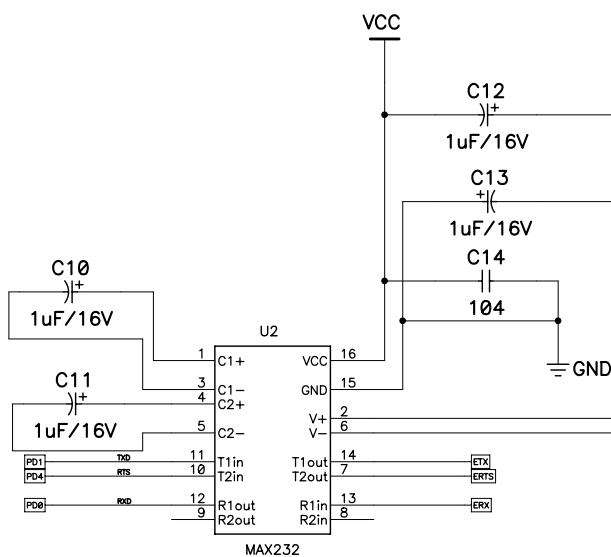 VCC
C12
+
1uF/16V
C13
+
1uF/16V
C14
104
GND
C10
+
1uF/16V
C11
+
1uF/16V
U2
1 C1+ VCC 16
3 C1- GND 15
4 C2+
V+ 2
5 C2- V- 6
PD1 TXD 11 T1in T1out 14 ETX
PD4 RTS 10 T2in T2out 7 ERTS
PD0 RXD 12 R1out R1in 13 ERX
9 R2out R2in 8
MAX232